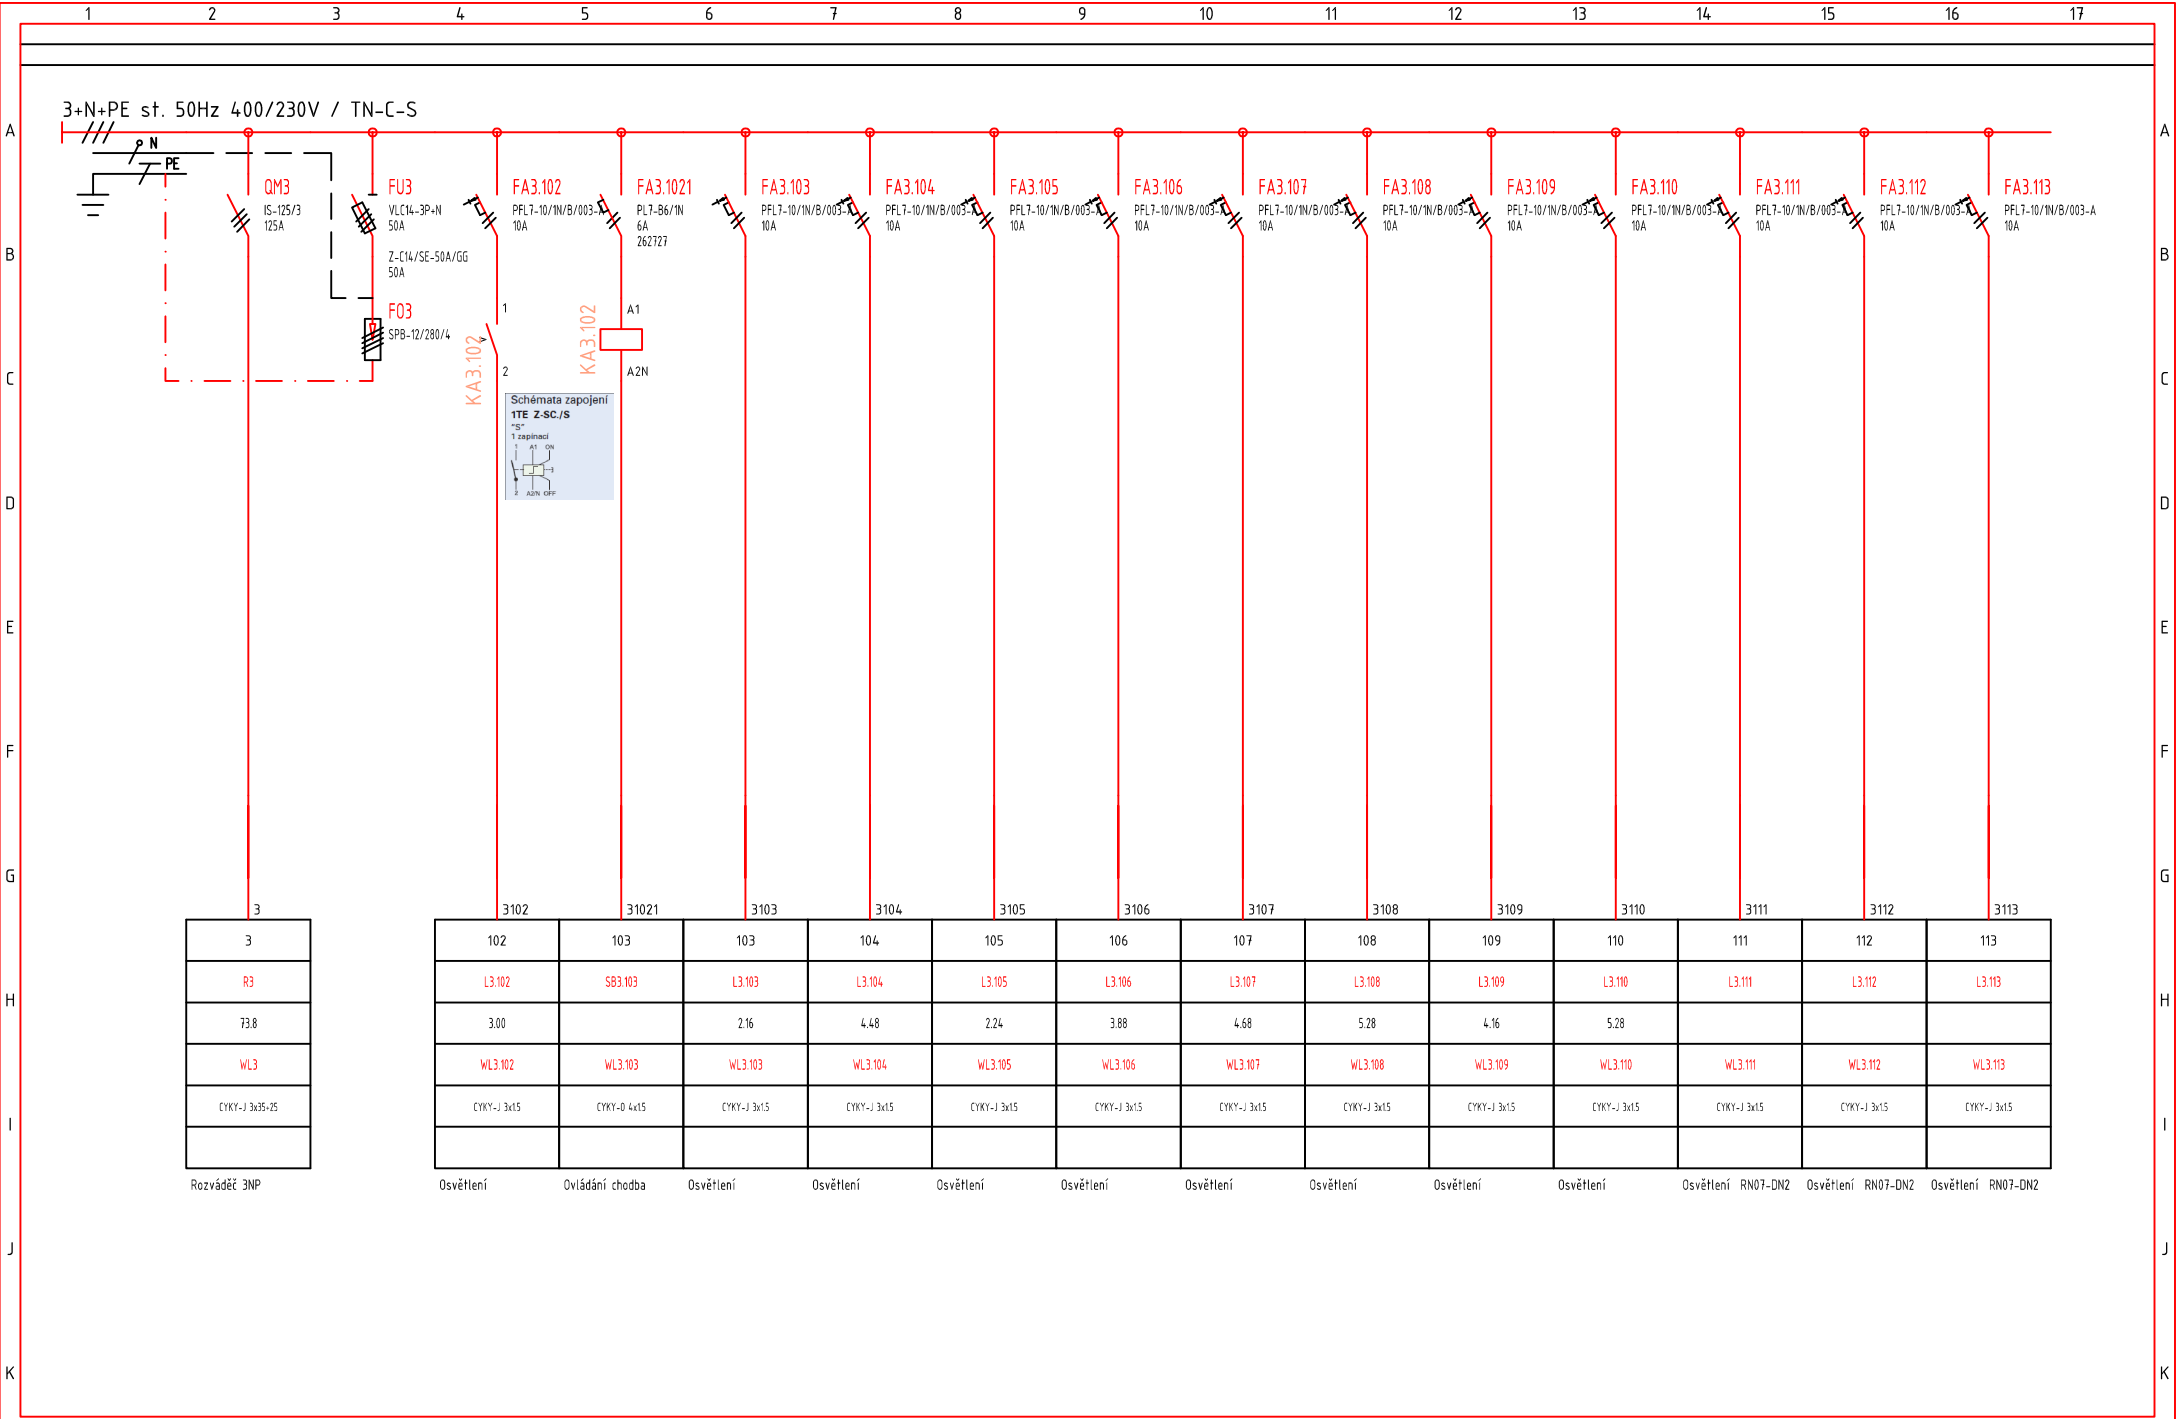 1 2 3 4 5 6 7 8 9 10 11 12 13 14 15 16 17
3+N+PE st. 50Hz 400/230V / TN-C-S
A A
N
PE
QM3
IS-125/3
125A
FU3
VLC14-3P+N
50A
Z-C14/SE-50A/GG
50A
FO3
SPB-12/280/4
FA3.102
PFL7-10/1N/B/003-A
10A
FA3.1021
PL7-B6/1N
6A
262727
FA3.103
PFL7-10/1N/B/003-A
10A
FA3.104
PFL7-10/1N/B/003-A
10A
FA3.105
PFL7-10/1N/B/003-A
10A
FA3.106
PFL7-10/1N/B/003-A
10A
FA3.107
PFL7-10/1N/B/003-A
10A
FA3.108
PFL7-10/1N/B/003-A
10A
FA3.109
PFL7-10/1N/B/003-A
10A
FA3.110
PFL7-10/1N/B/003-A
10A
FA3.111
PFL7-10/1N/B/003-A
10A
FA3.112
PFL7-10/1N/B/003-A
10A
FA3.113
PFL7-10/1N/B/003-A
10A
B B
1
KA3.102
2
A1
KA3.102
A2N
C C
Schémata zapojení
1TE Z-SC./S
"S"
1 zapínací
1 A1 ON
2 A2/N OFF
D D
E E
F F
G G
3 3102 31021 3103 3104 3105 3106 3107 3108 3109 3110 3111 3112 3113
3 102 103 103 104 105 106 107 108 109 110 111 112 113
R3 L3.102 SB3.103 L3.103 L3.104 L3.105 L3.106 L3.107 L3.108 L3.109 L3.110 L3.111 L3.112 L3.113
H H
73.8 3.00 2.16 4.48 2.24 3.88 4.68 5.28 4.16 5.28
WL3 WL3.102 WL3.103 WL3.103 WL3.104 WL3.105 WL3.106 WL3.107 WL3.108 WL3.109 WL3.110 WL3.111 WL3.112 WL3.113
CYKY-J 3x35+25 CYKY-J 3x1.5 CYKY-O 4x1.5 CYKY-J 3x1.5 CYKY-J 3x1.5 CYKY-J 3x1.5 CYKY-J 3x1.5 CYKY-J 3x1.5 CYKY-J 3x1.5 CYKY-J 3x1.5 CYKY-J 3x1.5 CYKY-J 3x1.5 CYKY-J 3x1.5 CYKY-J 3x1.5
I I
Rozváděč 3NP Osvětlení Ovládání chodba Osvětlení Osvětlení Osvětlení Osvětlení Osvětlení Osvětlení Osvětlení Osvětlení Osvětlení RN07-DN2 Osvětlení RN07-DN2 Osvětlení RN07-DN2
J J
K K